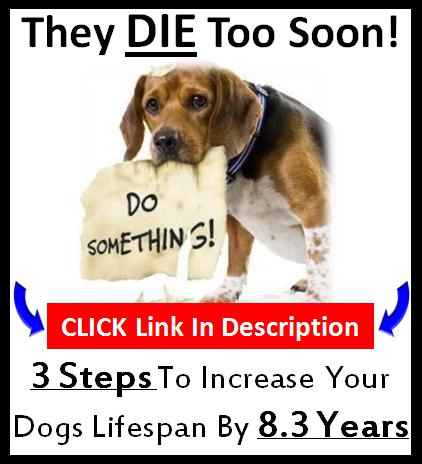 They DIE Too Soon!
DO
SOMETHING!
CLICK Link In Description
3 Steps To Increase Your
Dogs Lifespan By 8.3 Years